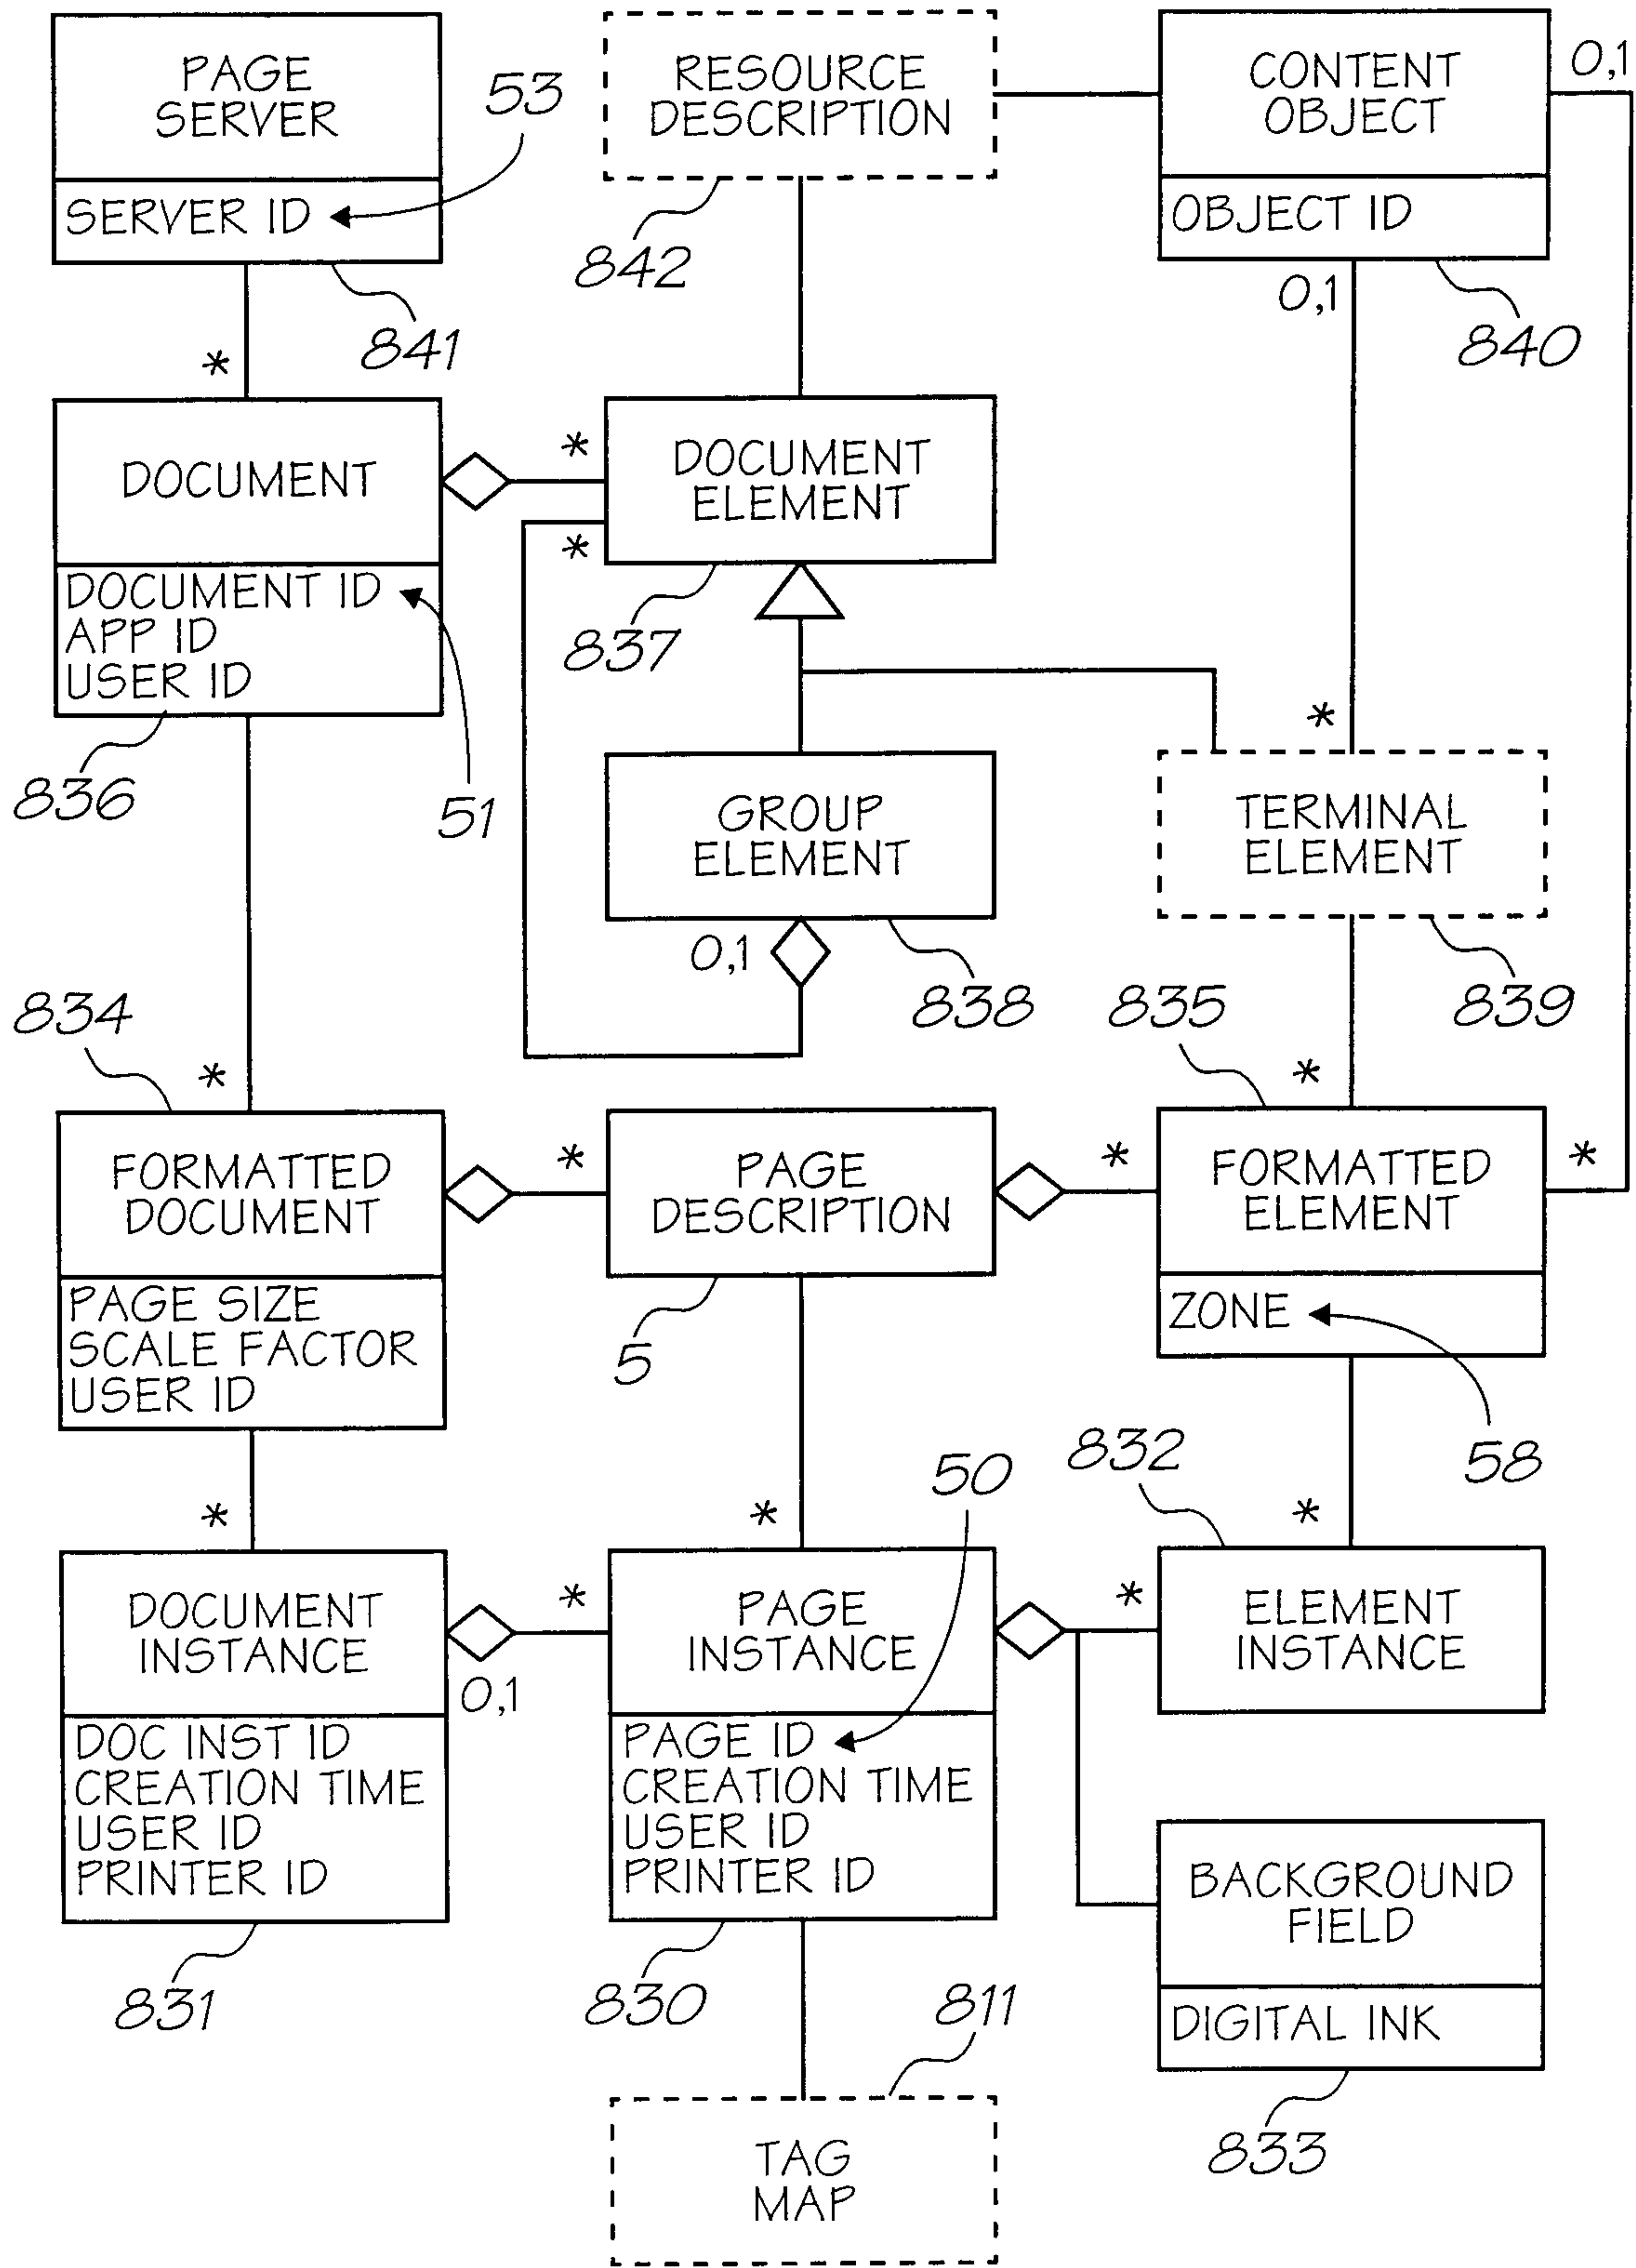 PAGE
SERVER
SERVER ID
53
841
RESOURCE
DESCRIPTION
842
CONTENT
OBJECT
OBJECT ID
0,1
0,1
840
*
DOCUMENT
DOCUMENT ID
APP ID
USER ID
836
51
*
*
DOCUMENT
ELEMENT
837
GROUP
ELEMENT
0,1
838
*
TERMINAL
ELEMENT
839
834
*
FORMATTED
DOCUMENT
PAGE SIZE
SCALE FACTOR
USER ID
*
PAGE
DESCRIPTION
5
835
*
*
*
FORMATTED
ELEMENT
ZONE
58
*
DOCUMENT
INSTANCE
0,1
DOC INST ID
CREATION TIME
USER ID
PRINTER ID
831
*
*
50
PAGE
INSTANCE
PAGE ID
CREATION TIME
USER ID
PRINTER ID
830
832
*
*
ELEMENT
INSTANCE
BACKGROUND
FIELD
DIGITAL INK
833
811
TAG
MAP